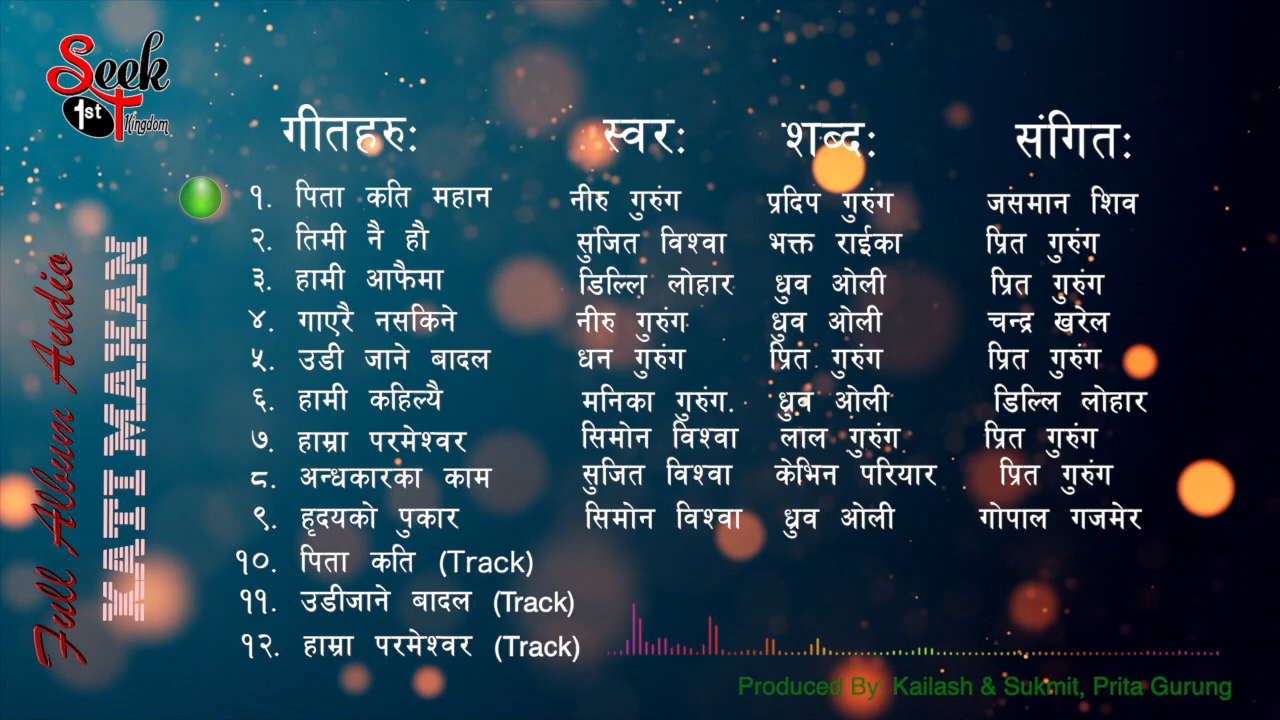 Seek
1st Kingdom
Full Album Audio
KATI MAHAN
गीतहरुः स्वरः शब्दः संगितः
१. पिता कति महान नीरु गुरुंग प्रदिप गुरुंग जसमान शिव
२. तिमी नै हौ सुजित विश्वा भक्त राईका प्रित गुरुंग
३. हामी आफैमा डिल्लि लोहार ध्रुव ओली प्रित गुरुंग
४. गाएरै नसकिने नीरु गुरुंग ध्रुव ओली चन्द्र खरेल
५. उडी जाने बादल धन गुरुंग प्रित गुरुंग प्रित गुरुंग
६. हामी कहिल्यै मनिका गुरुंग. ध्रुव ओली डिल्लि लोहार
७. हाम्रा परमेश्वर सिमोन विश्वा लाल गुरुंग प्रित गुरुंग
८. अन्धकारका काम सुजित विश्वा केभिन परियार प्रित गुरुंग
९. हृदयको पुकार सिमोन विश्वा ध्रुव ओली गोपाल गजमेर
१०. पिता कति (Track)
११. उडीजाने बादल (Track)
१२. हाम्रा परमेश्वर (Track)
Produced By: Kailash & Sukmit, Prita Gurung